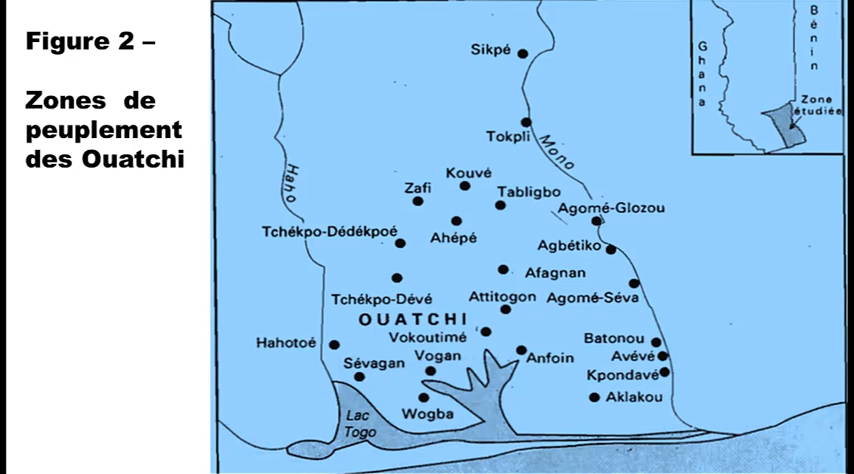 Figure 2 –
Zones de
peuplement
des Ouatchi
Sikpé
Tokpli
Mono
Haho
Kouvé
Zafi
Tabligbo
Agomé-Glozou
Ahépé
Tchékpo-Dédékpoé
Agbétiko
Afagnan
Tchékpo-Dévé
Attitogon
Agomé-Séva
OUATCHI
Vokoutimé
Hahotoé
Batonou
Vogan
Anfoin
Avévé
Sévagan
Kpondavé
Wogba
Aklakou
Lac
Togo
Ghana
Bénin
Zone
étudiée